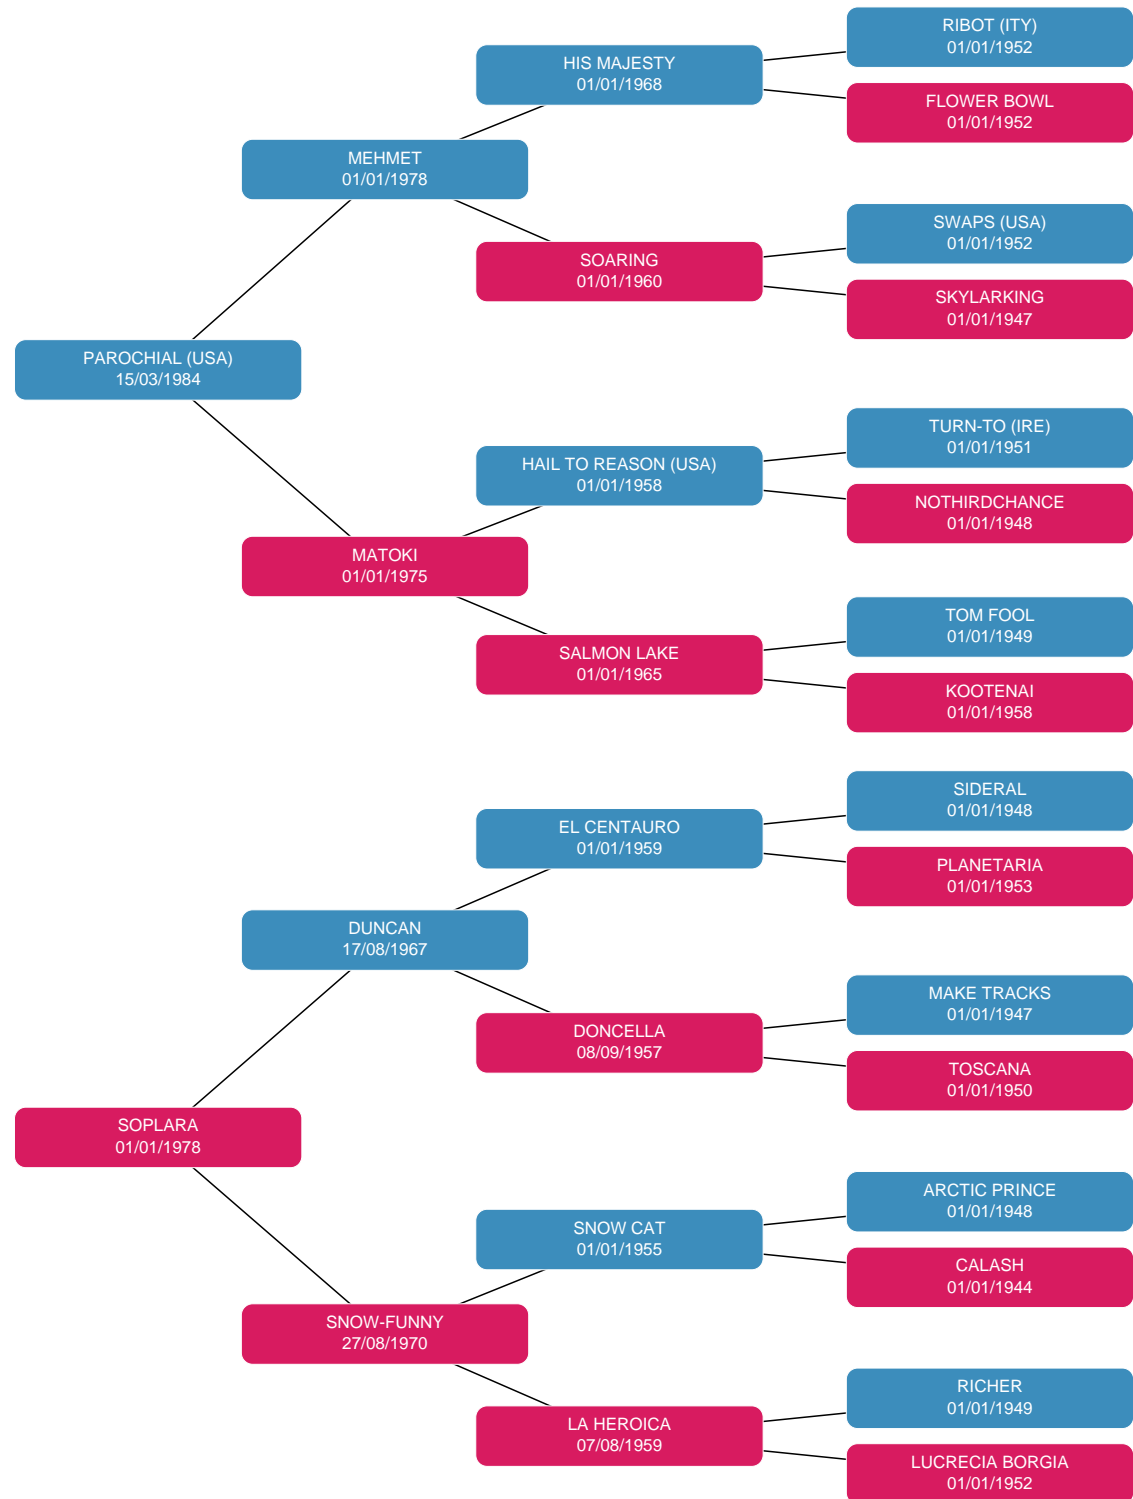 RIBOT (ITY)
01/01/1952
HIS MAJESTY
01/01/1968
FLOWER BOWL
01/01/1952
MEHMET
01/01/1978
SWAPS (USA)
01/01/1952
SOARING
01/01/1960
SKYLARKING
01/01/1947
PAROCHIAL (USA)
15/03/1984
TURN-TO (IRE)
01/01/1951
HAIL TO REASON (USA)
01/01/1958
NOTHIRDCHANCE
01/01/1948
MATOKI
01/01/1975
TOM FOOL
01/01/1949
SALMON LAKE
01/01/1965
KOOTENAI
01/01/1958
SIDERAL
01/01/1948
EL CENTAURO
01/01/1959
PLANETARIA
01/01/1953
DUNCAN
17/08/1967
MAKE TRACKS
01/01/1947
DONCELLA
08/09/1957
TOSCANA
01/01/1950
SOPLARA
01/01/1978
ARCTIC PRINCE
01/01/1948
SNOW CAT
01/01/1955
CALASH
01/01/1944
SNOW-FUNNY
27/08/1970
RICHER
01/01/1949
LA HEROICA
07/08/1959
LUCRECIA BORGIA
01/01/1952